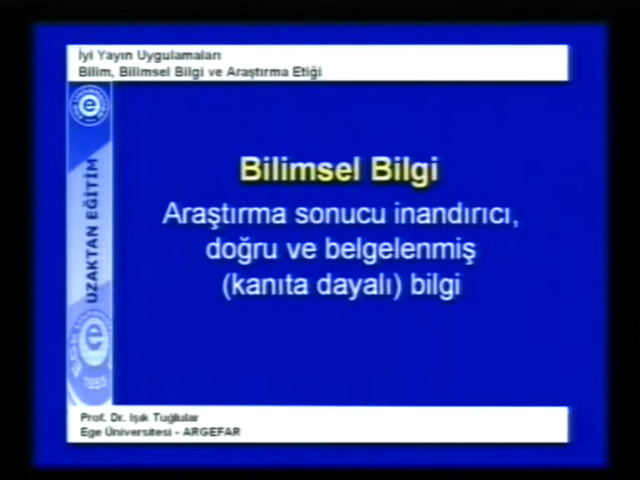 İyi Yayın Uygulamaları
Bilim, Bilimsel Bilgi ve Araştırma Etiği
UZAKTAN EĞİTİM
Bilimsel Bilgi
Araştırma sonucu inandırıcı,
doğru ve belgelenmiş
(kanıta dayalı) bilgi
1955
Prof. Dr. Işık Tuğlular
Ege Üniversitesi - ARGEFAR